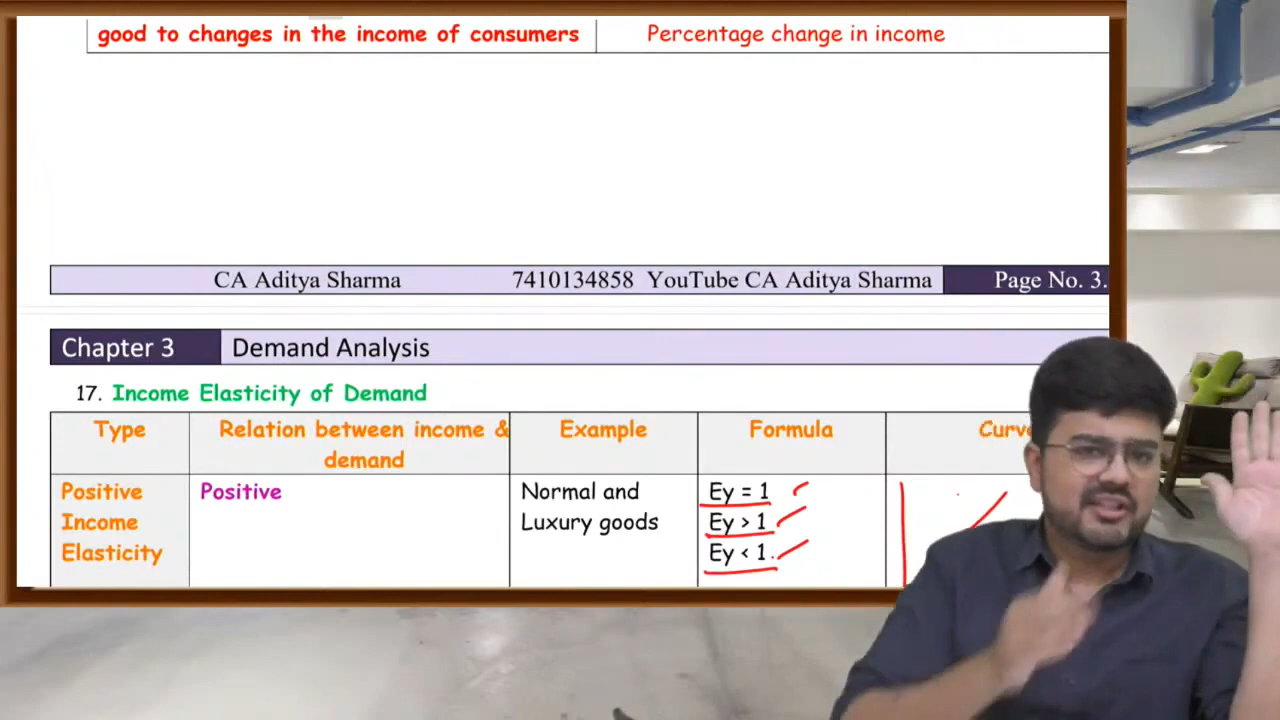 good to changes in the income of consumers
Percentage change in income
CA Aditya Sharma 7410134858 YouTube CA Aditya Sharma Page No. 3.
Chapter 3 Demand Analysis
17. Income Elasticity of Demand
Type
Relation between income &
demand
Example
Formula
Positive
Income
Elasticity
Positive
Normal and
Luxury goods
Ey = 1
Ey > 1
Ey < 1